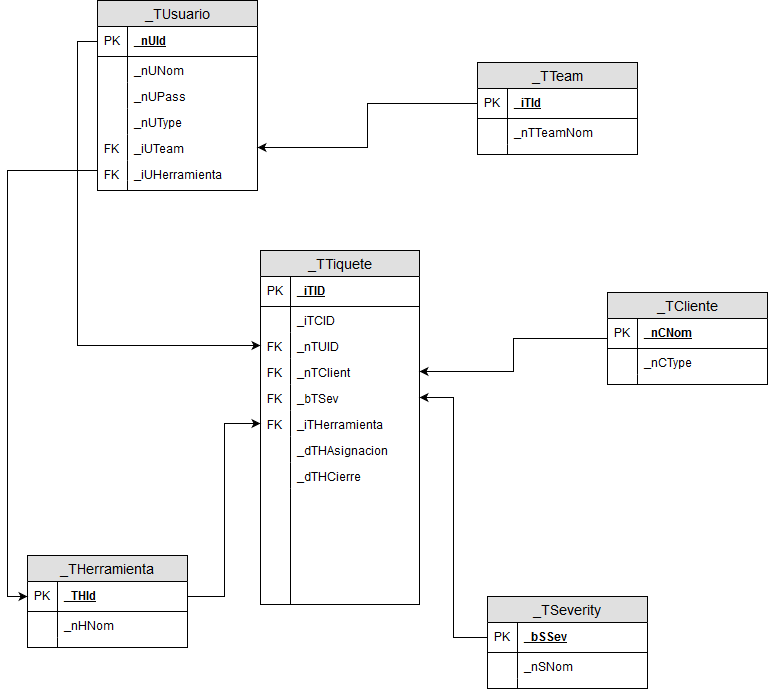 _TUsuario
PK _nUId
_nUNom
_nUPass
_nUType
FK _iUTeam
FK _iUHerramienta
_TTeam
PK _iTId
_nTTeamNom
_TTiquete
PK _iTID
_iTCID
FK _nTUID
FK _nTClient
FK _bTSev
FK _iTHerramienta
_dTHAsignacion
_dTHCierre
_TCliente
PK _nCNom
_nCType
_THerramienta
PK _THId
_nHNom
_TSeverity
PK _bSSev
_nSNom